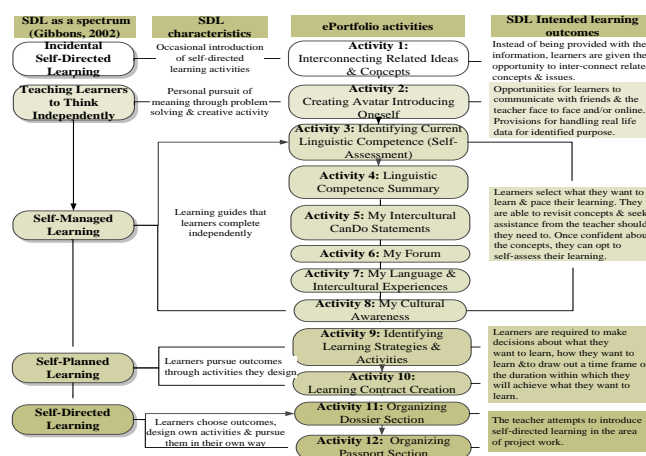 SDL as a spectrum
(Gibbons, 2002)
SDL
characteristics
ePortfolio activities
SDL Intended learning
outcomes
Incidental
Self-Directed
Learning
Occasional introduction
of self-directed
learning activities
Activity 1:
Interconnecting Related Ideas
& Concepts
Instead of being provided with the
information, learners are given the
opportunity to inter-connect relate
concepts & issues.
Teaching Learners
to Think
Independently
Personal pursuit of
meaning through problem
solving & creative activity
Activity 2:
Creating Avatar Introducing
Oneself
Opportunities for learners to
communicate with friends & the
teacher face to face and/or online.
Provisions for handling real life
data for identified purpose.
Activity 3: Identifying Current
Linguistic Competence (Self-
Assessment)
Activity 4: Linguistic
Competence Summary
Self-Managed
Learning
Learning guides that
learners complete
independently
Activity 5: My Intercultural
CanDo Statements
Activity 6: My Forum
Activity 7: My Language &
Intercultural Experiences
Activity 8: My Cultural
Awareness
Learners select what they want to
learn & pace their learning. They
are able to revisit concepts & seek
assistance from the teacher should
they need to. Once confident abou
the concepts, they can opt to
self-assess their learning.
Self-Planned
Learning
Learners pursue outcomes
through activities they design
Activity 9: Identifying
Learning Strategies &
Activities
Activity 10:
Learning Contract Creation
Learners are required to make
decisions about what they
want to learn, how they want to
learn &to draw out a time frame o
the duration within which they
will achieve what they want to
learn.
Self-Directed
Learning
Learners choose outcomes,
design own activities & pursue
them in their own way
Activity 11: Organizing
Dossier Section
Activity 12: Organizing
Passport Section
The teacher attempts to introduce
self-directed learning in the area
of project work.